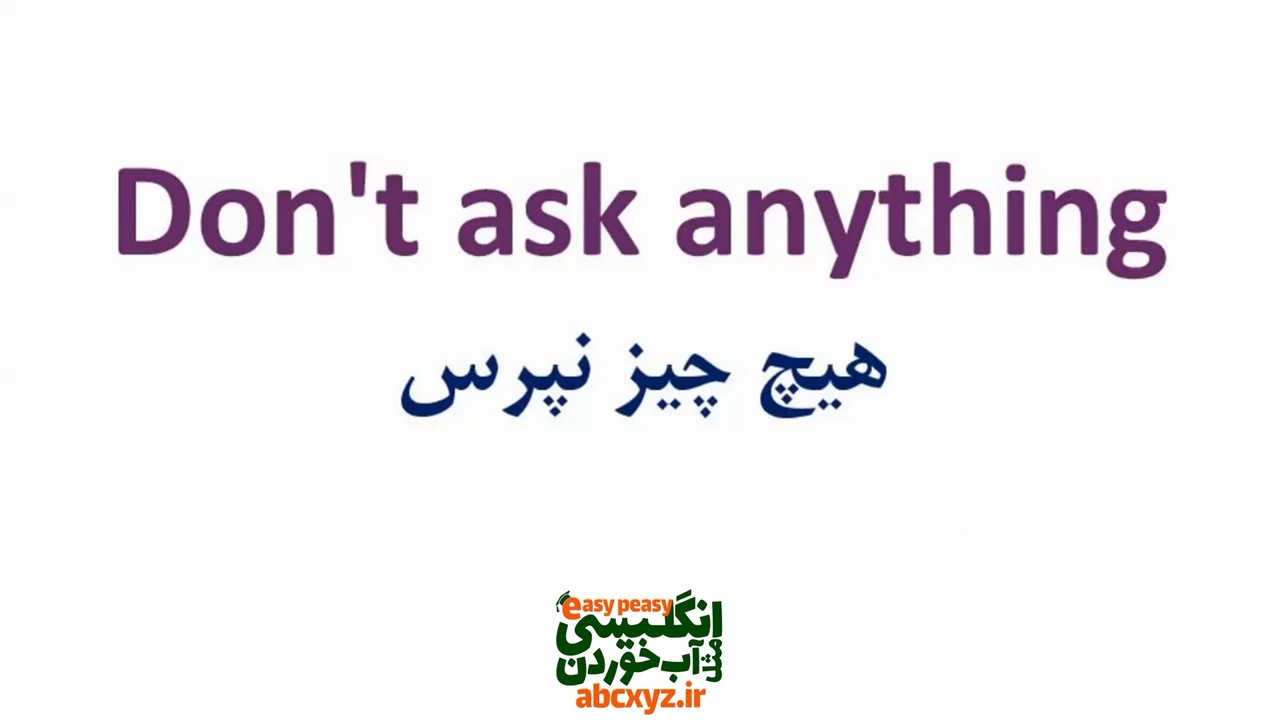 Don't ask anything
هیچ چیز نپرس
easy peasy
انگلیسی
مثل آب خوردن
abcxyz.ir